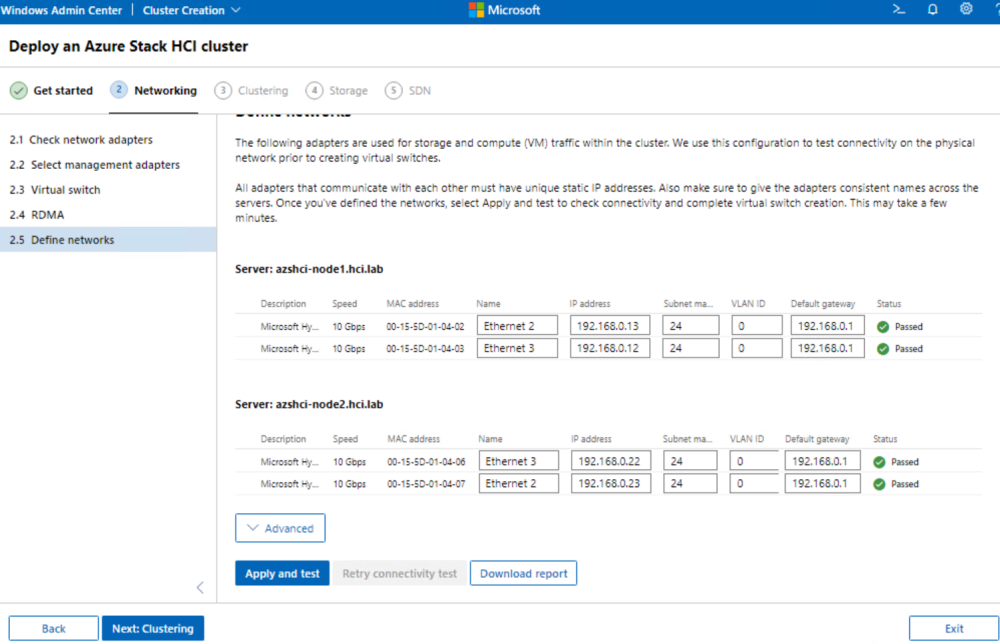 Windows Admin Center | Cluster Creation Microsoft
Deploy an Azure Stack HCI cluster
Get started 2 Networking 3 Clustering 4 Storage 5 SDN
2.1 Check network adapters
2.2 Select management adapters
2.3 Virtual switch
2.4 RDMA
2.5 Define networks
Define networks
The following adapters are used for storage and compute (VM) traffic within the cluster. We use this configuration to test connectivity on the physical
network prior to creating virtual switches.
All adapters that communicate with each other must have unique static IP addresses. Also make sure to give the adapters consistent names across the
servers. Once you've defined the networks, select Apply and test to check connectivity and complete virtual switch creation. This may take a few
minutes.
Server: azshci-node1.hci.lab
Description Speed MAC address Name IP address Subnet ma... VLAN ID Default gateway Status
Microsoft Hy... 10 Gbps 00-15-5D-01-04-02 Ethernet 2 192.168.0.13 24 0 192.168.0.1 Passed
Microsoft Hy... 10 Gbps 00-15-5D-01-04-03 Ethernet 3 192.168.0.12 24 0 192.168.0.1 Passed
Server: azshci-node2.hci.lab
Description Speed MAC address Name IP address Subnet ma... VLAN ID Default gateway Status
Microsoft Hy... 10 Gbps 00-15-5D-01-04-06 Ethernet 3 192.168.0.22 24 0 192.168.0.1 Passed
Microsoft Hy... 10 Gbps 00-15-5D-01-04-07 Ethernet 2 192.168.0.23 24 0 192.168.0.1 Passed
Advanced
Apply and test Retry connectivity test Download report
Back Next: Clustering Exit